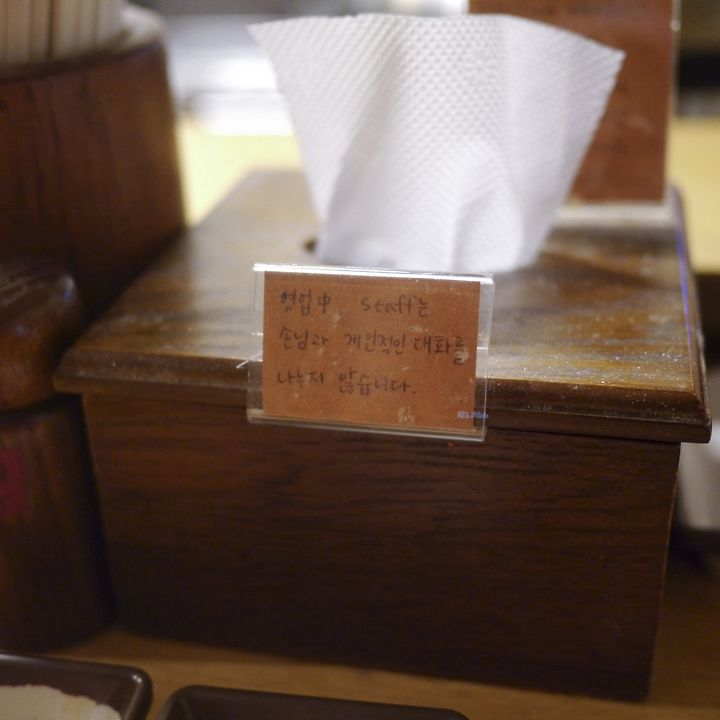 영업中, staff는
손님과 개인적인 대화를
나누지 않습니다.